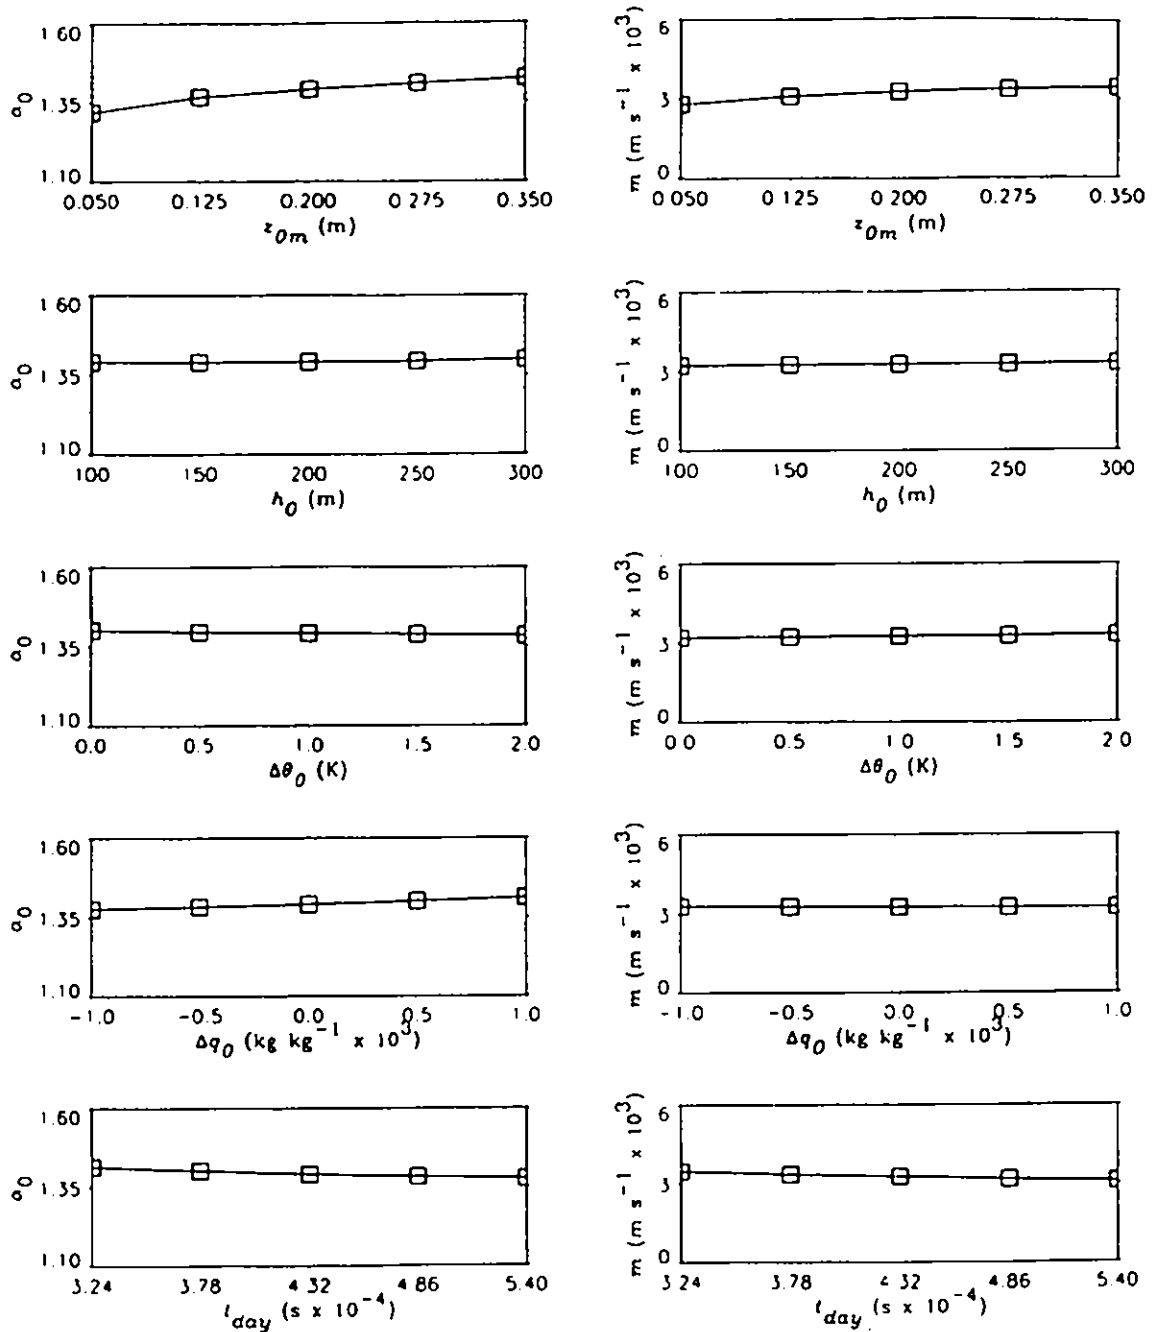 1.60
α0
1.35
1.10
0.050 0.125 0.200 0.275 0.350
z0m (m)
6
m (m s⁻¹ x 10³)
3
0
0.050 0.125 0.200 0.275 0.350
z0m (m)
1.60
α0
1.35
1.10
100 150 200 250 300
h0 (m)
6
m (m s⁻¹ x 10³)
3
0
100 150 200 250 300
h0 (m)
1.60
α0
1.35
1.10
0.0 0.5 1.0 1.5 2.0
Δθ0 (K)
6
m (m s⁻¹ x 10³)
3
0
0.0 0.5 1.0 1.5 2.0
Δθ0 (K)
1.60
α0
1.35
1.10
-1.0 -0.5 0.0 0.5 1.0
Δq0 (kg kg⁻¹ x 10³)
6
m (m s⁻¹ x 10³)
3
0
-1.0 -0.5 0.0 0.5 1.0
Δq0 (kg kg⁻¹ x 10³)
1.60
α0
1.35
1.10
3.24 3.78 4.32 4.86 5.40
tday (s x 10⁻⁴)
6
m (m s⁻¹ x 10³)
3
0
3.24 3.78 4.32 4.86 5.40
tday (s x 10⁻⁴)